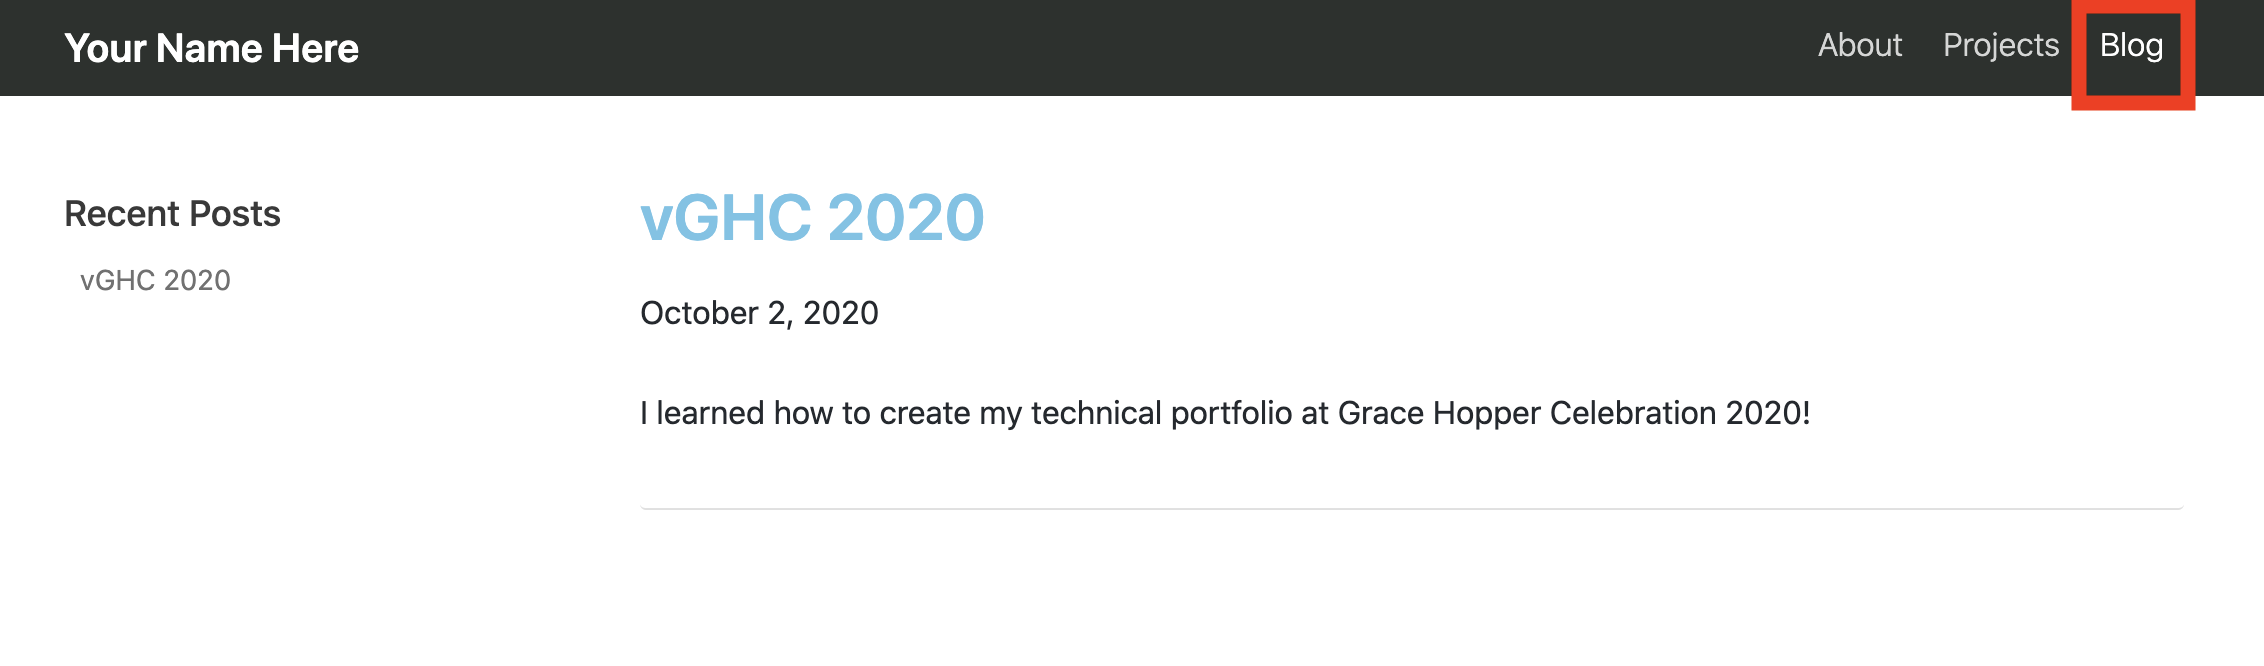 Your Name Here
About Projects Blog
Recent Posts
vGHC 2020
vGHC 2020
October 2, 2020
I learned how to create my technical portfolio at Grace Hopper Celebration 2020!